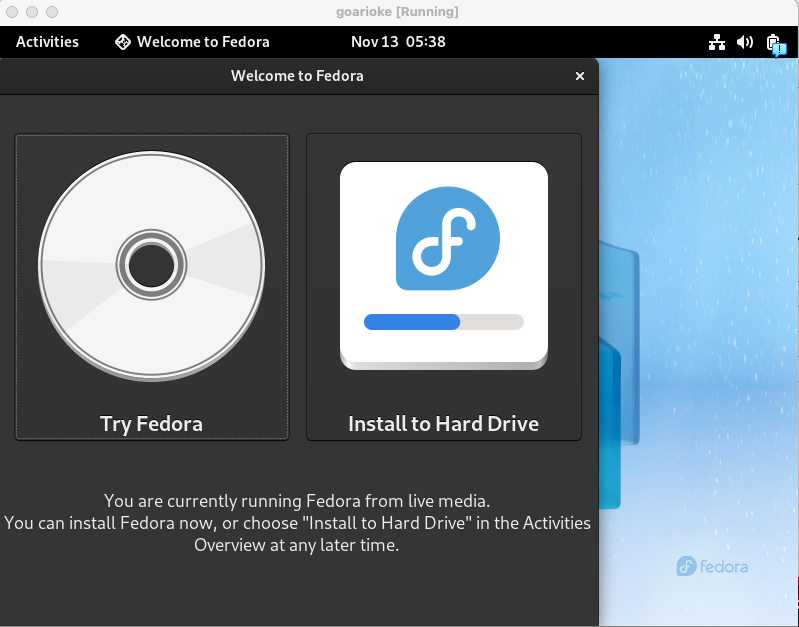 goarioke [Running]
Activities Welcome to Fedora Nov 13 05:38
Welcome to Fedora
Try Fedora
Install to Hard Drive
You are currently running Fedora from live media.
You can install Fedora now, or choose "Install to Hard Drive" in the Activities
Overview at any later time.
fedora